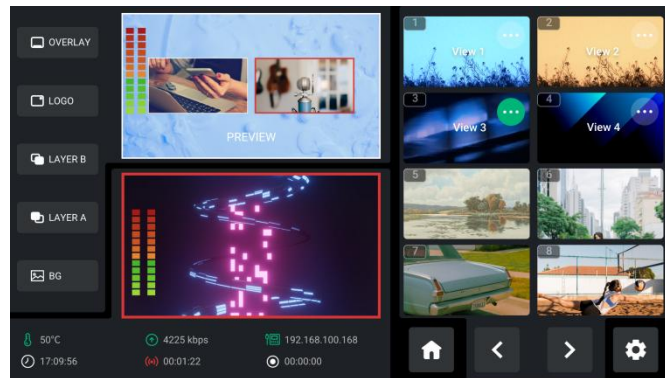 OVERLAY
LOGO
LAYER B
LAYER A
BG
PREVIEW
1
View 1
2
View 2
3
View 3
4
View 4
5
6
7
8
50°C
4225 kbps
192.168.100.168
17:09:56
00:01:22
00:00:00